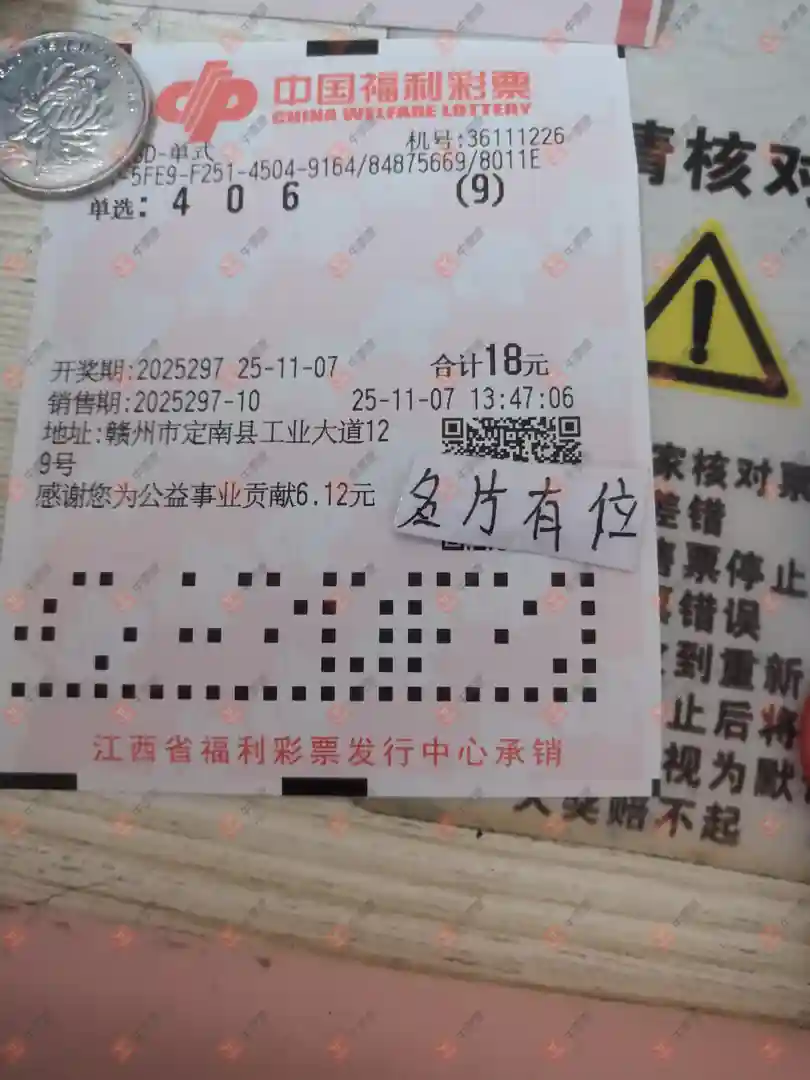 中国福利彩票
CHINA WELFARE LOTTERY
机号:36111226
3D-单式
-5FE9-F251-4504-9164/84875669/8011E
单选: 4 0 6 (9)
开奖期:2025297 25-11-07 合计18元
销售期:2025297-10 25-11-07 13:47:06
地址:赣州市定南县工业大道12
9号
感谢您为公益事业贡献6.12元
多片有位
江西省福利彩票发行中心承销
请核对
家核对票
差错
售票停止
错误
到重新
止后将
视为默
大奖赔不起